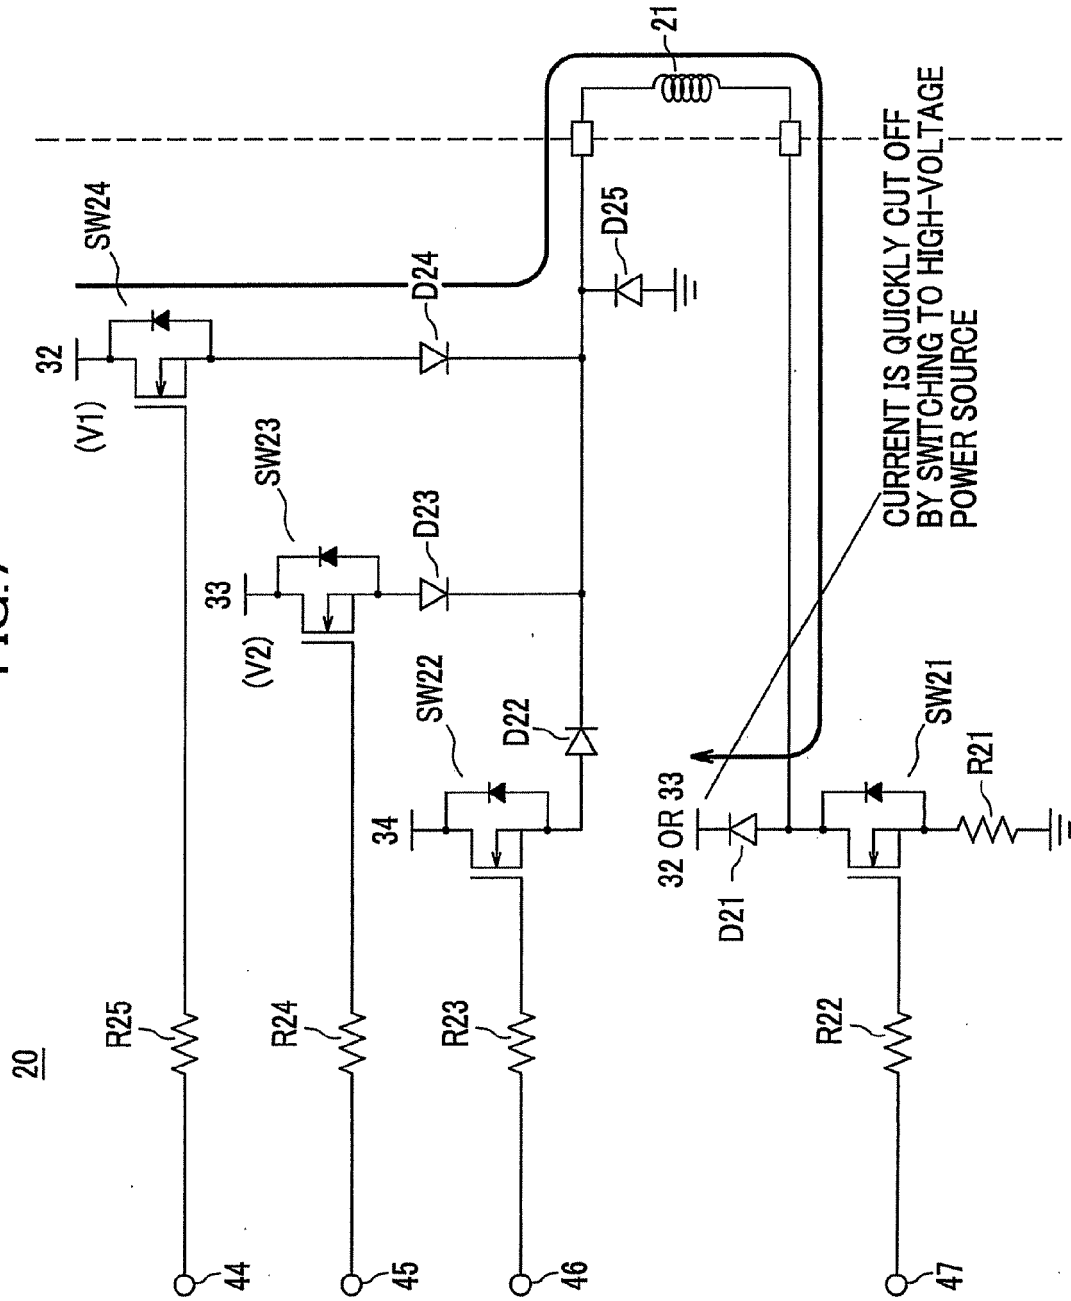 20
32
(V1)
SW24
33
(V2)
SW23
34
SW22
D24
D23
D22
D25
21
R25
R24
R23
R22
R21
SW21
D21
32 OR 33
CURRENT IS QUICKLY CUT OFF
BY SWITCHING TO HIGH-VOLTAGE
POWER SOURCE
44
45
46
47